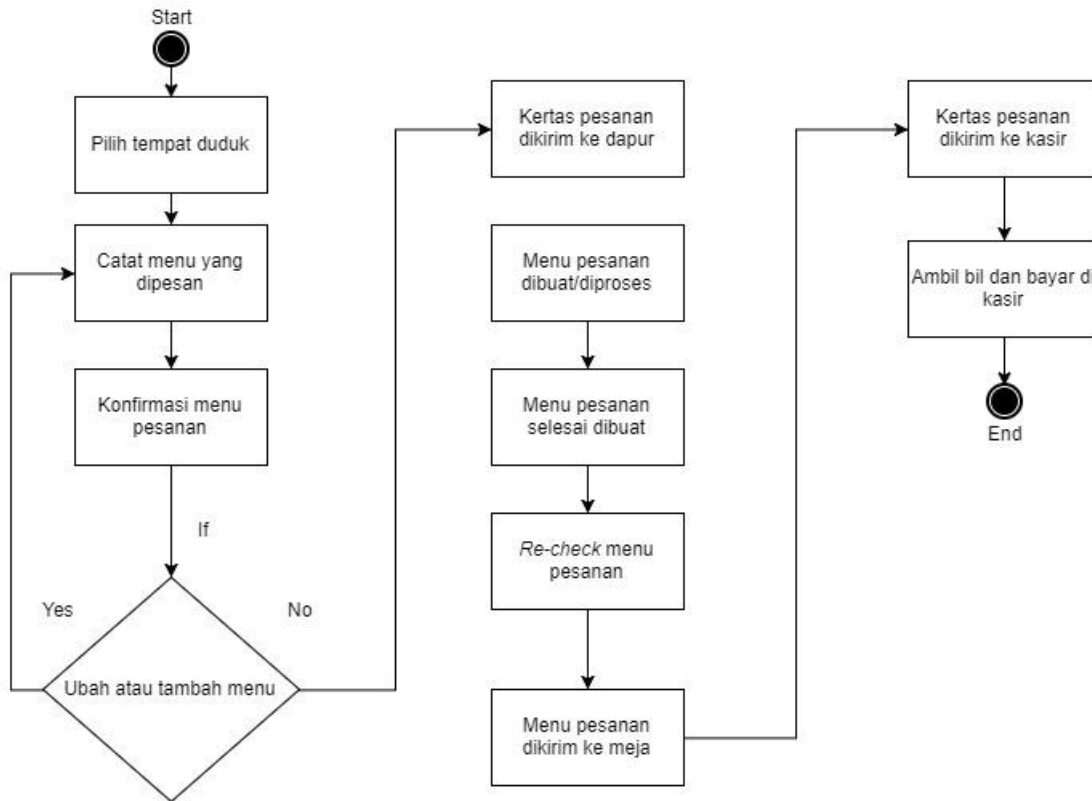 Start
Pilih tempat duduk
Catat menu yang
dipesan
Konfirmasi menu
pesanan
If
Yes
No
Ubah atau tambah menu
Kertas pesanan
dikirim ke dapur
Menu pesanan
dibuat/diproses
Menu pesanan
selesai dibuat
Re-check menu
pesanan
Menu pesanan
dikirim ke meja
Kertas pesanan
dikirim ke kasir
Ambil bil dan bayar di
kasir
End